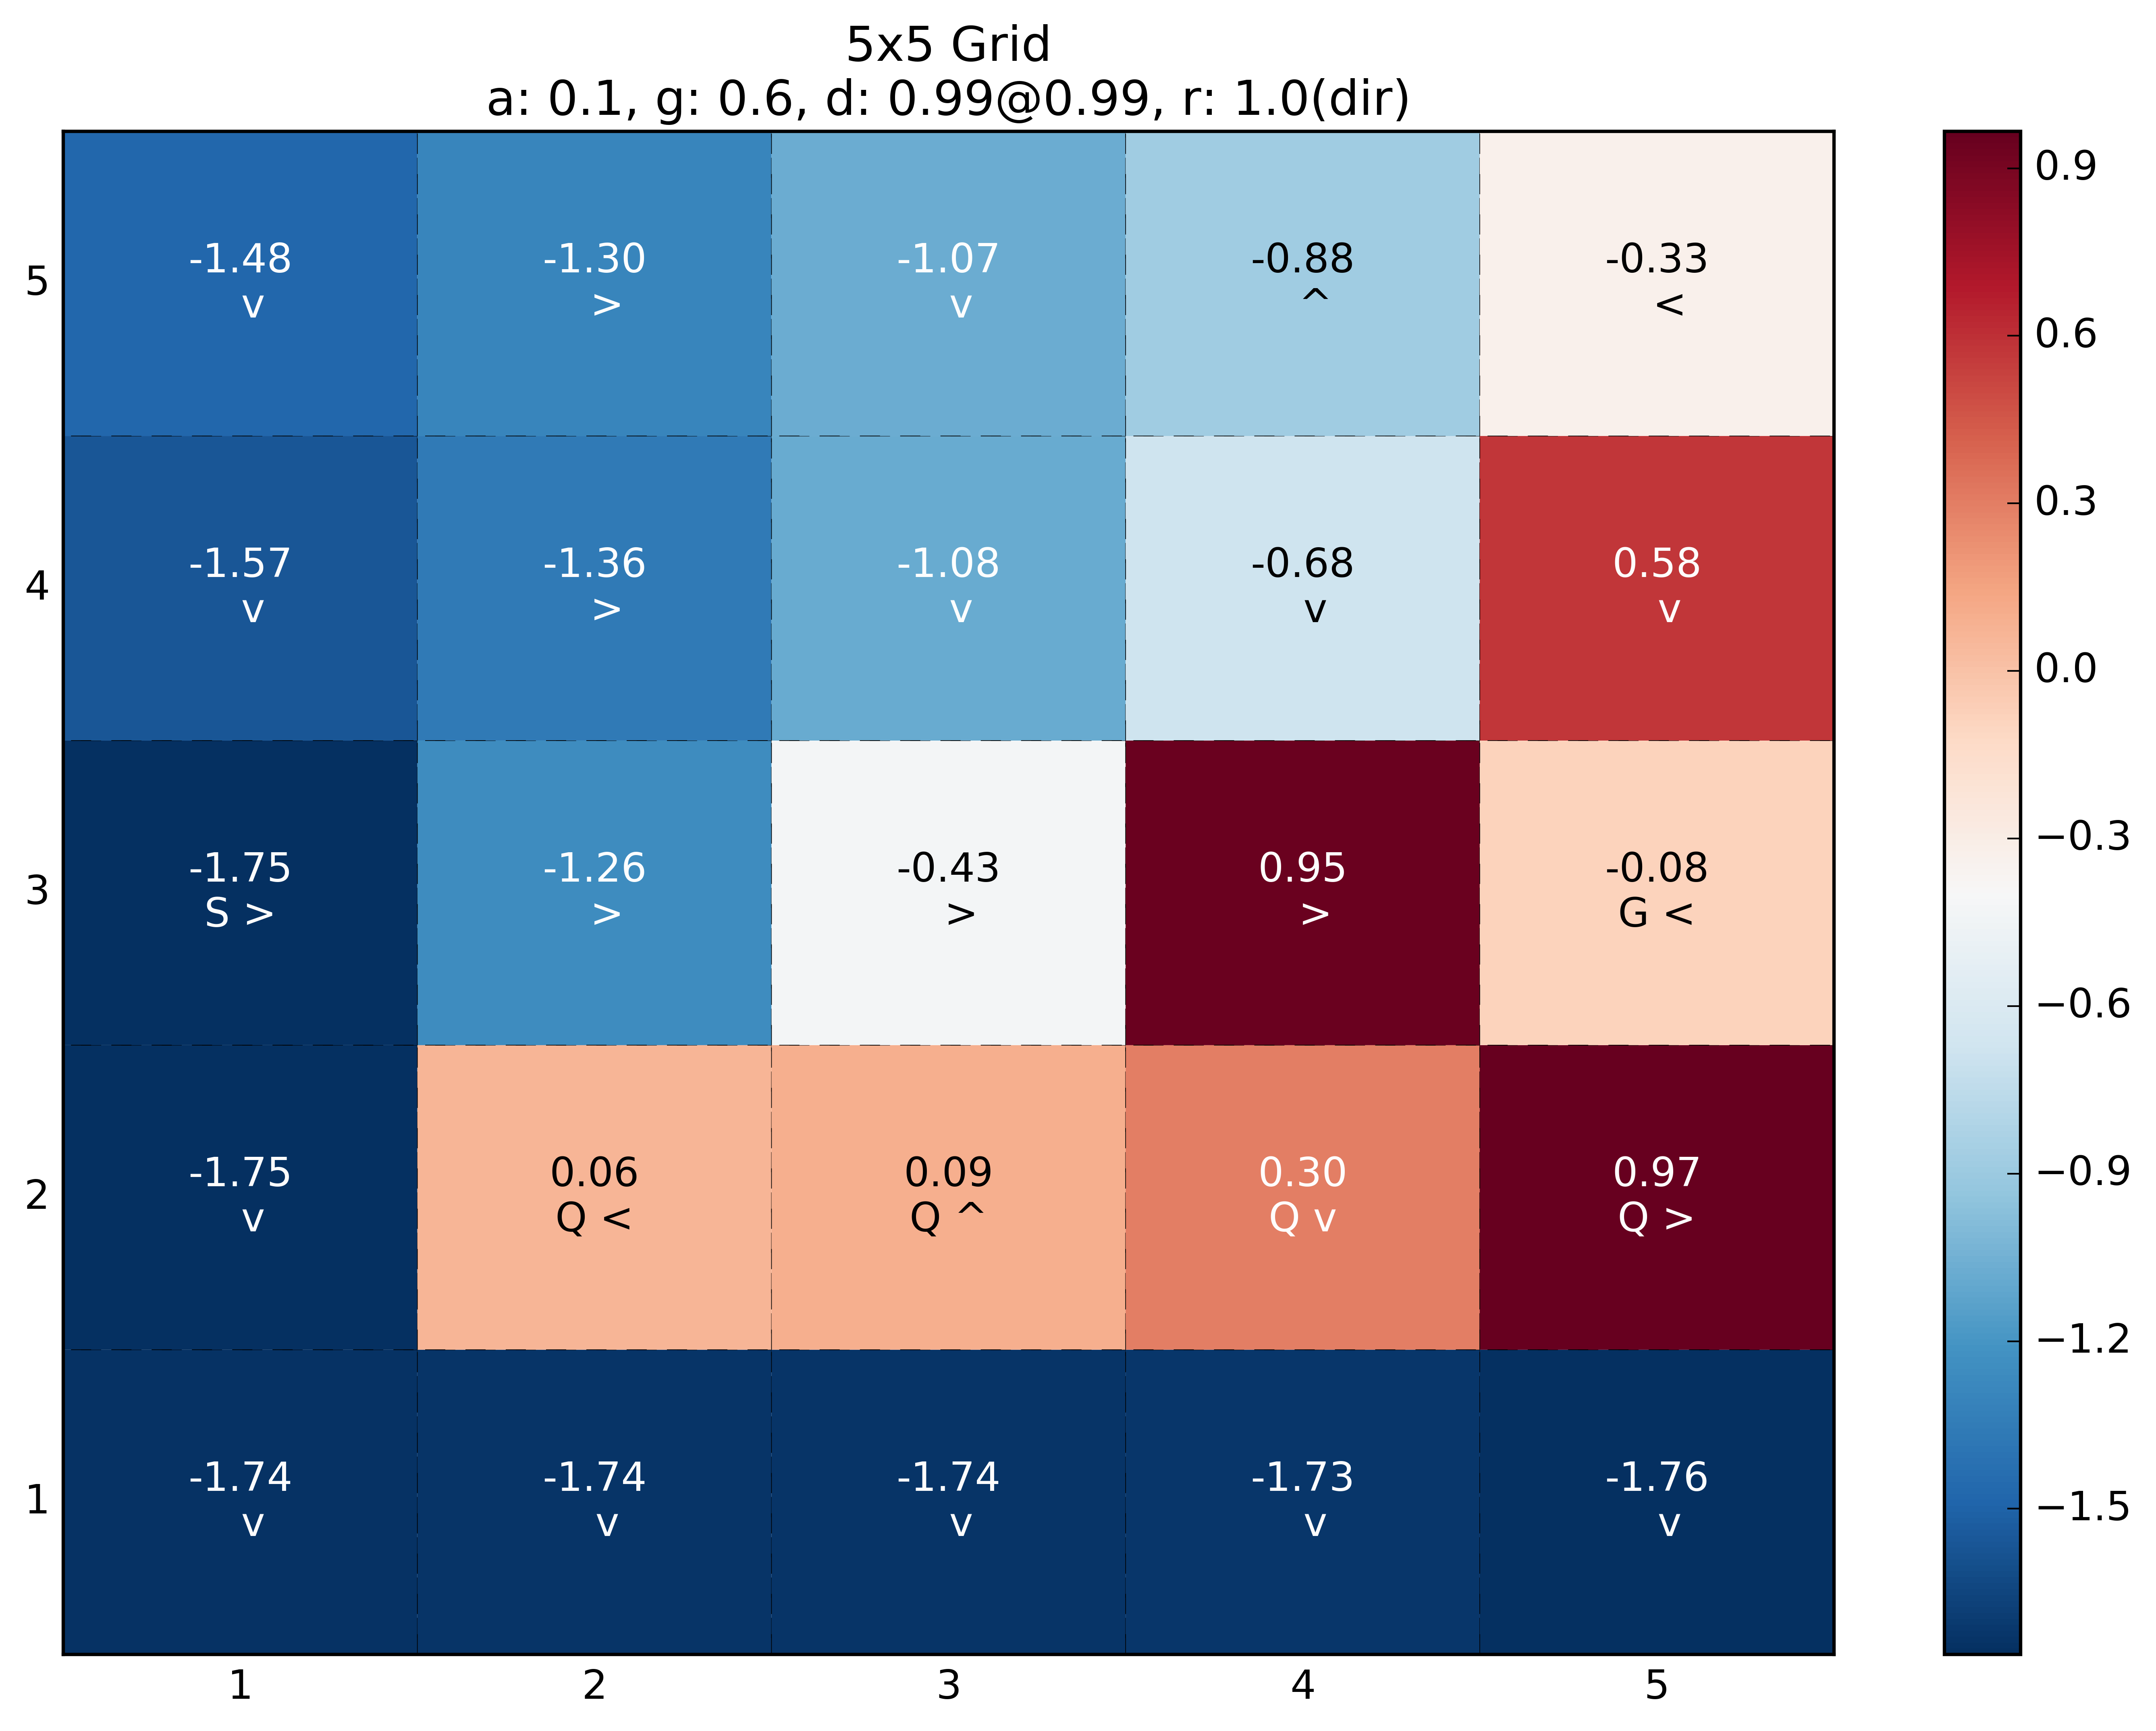 5x5 Grid
a: 0.1, g: 0.6, d: 0.99@0.99, r: 1.0(dir)
5
-1.48
v
-1.30
>
-1.07
v
-0.88
^
-0.33
<
4
-1.57
v
-1.36
>
-1.08
v
-0.68
v
0.58
v
3
-1.75
S >
-1.26
>
-0.43
>
0.95
>
-0.08
G <
2
-1.75
v
0.06
Q <
0.09
Q ^
0.30
Q v
0.97
Q >
1
-1.74
v
-1.74
v
-1.74
v
-1.73
v
-1.76
v
1
2
3
4
5
0.9
0.6
0.3
0.0
−0.3
−0.6
−0.9
−1.2
−1.5